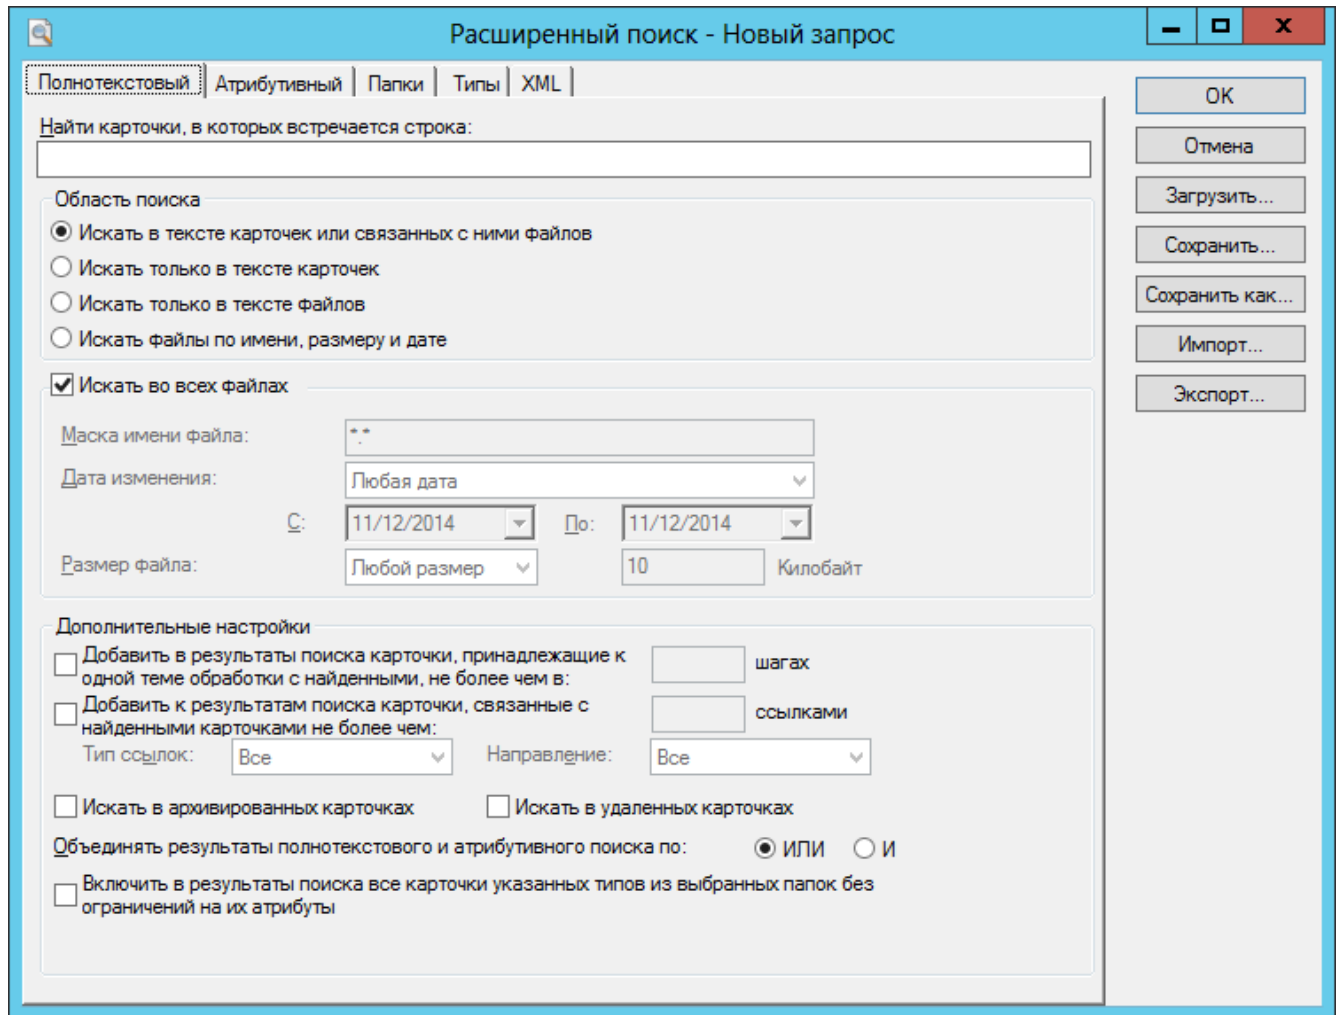 Расширенный поиск - Новый запрос
Полнотекстовый Атрибутивный Папки Типы XML
Найти карточки, в которых встречается строка:
Область поиска
Искать в тексте карточек или связанных с ними файлов
Искать только в тексте карточек
Искать только в тексте файлов
Искать файлы по имени, размеру и дате
Искать во всех файлах
Маска имени файла: *.*
Дата изменения: Любая дата
С: 11/12/2014 По: 11/12/2014
Размер файла: Любой размер 10 Килобайт
Дополнительные настройки
Добавить в результаты поиска карточки, принадлежащие к
одной теме обработки с найденными, не более чем в: шагах
Добавить к результатам поиска карточки, связанные с
найденными карточками не более чем: ссылками
Тип ссылок: Все Направление: Все
Искать в архивированных карточках Искать в удаленных карточках
Объединять результаты полнотекстового и атрибутивного поиска по: ИЛИ И
Включить в результаты поиска все карточки указанных типов из выбранных папок без
ограничений на их атрибуты
OK
Отмена
Загрузить...
Сохранить...
Сохранить как...
Импорт...
Экспорт...